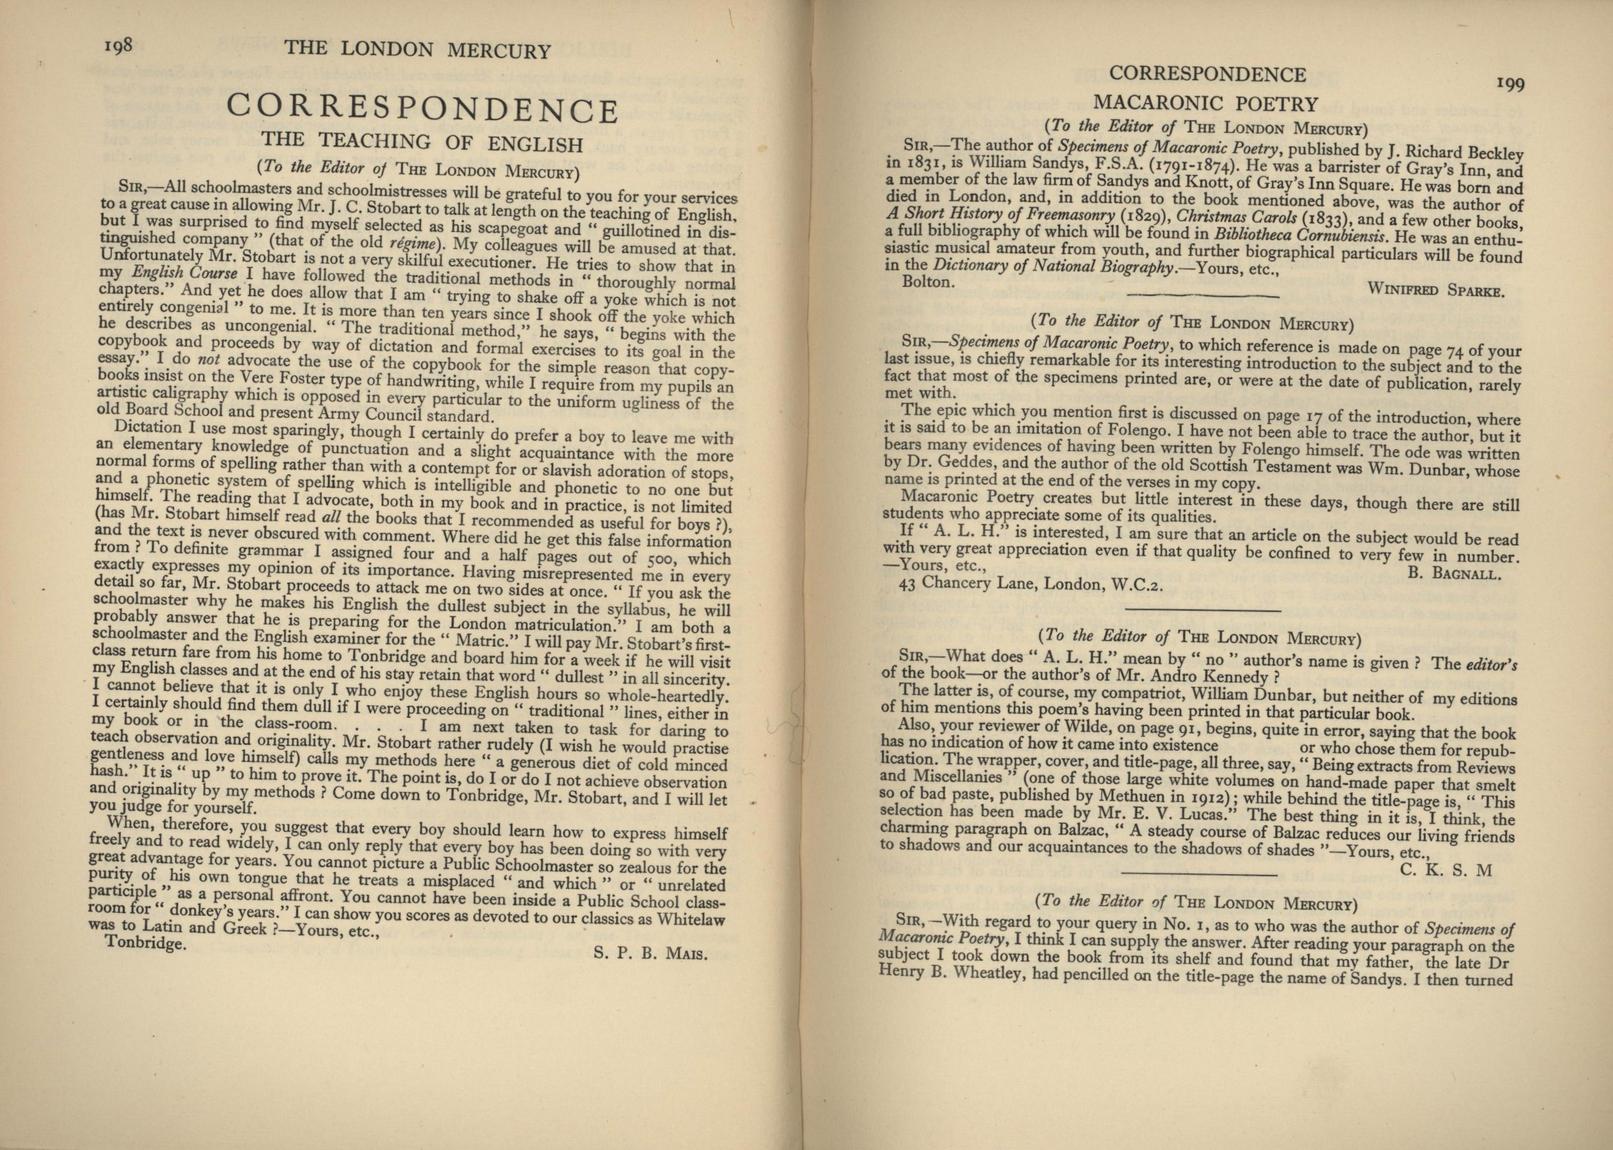 198
THE LONDON MERCURY
CORRESPONDENCE
THE TEACHING OF ENGLISH
(To the Editor of THE LONDON MERCURY)
SIR,—All schoolmasters and schoolmistresses will be grateful to you for your services
to a great cause in allowing Mr. J. C. Stobart to talk at length on the teaching of English,
but I was surprised to find myself selected as his scapegoat and “ guillotined in dis-
tinguished company ” (that of the old régime). My colleagues will be amused at that.
Unfortunately Mr. Stobart is not a very skilful executioner. He tries to show that in
my English Course I have followed the traditional methods in “ thoroughly normal
chapters.” And yet he does allow that I am “ trying to shake off a yoke which is not
entirely congenial ” to me. It is more than ten years since I shook off the yoke which
he describes as uncongenial. “ The traditional method,” he says, “ begins with the
copybook and proceeds by way of dictation and formal exercises to its goal in the
essay.” I do not advocate the use of the copybook for the simple reason that copy-
books insist on the Vere Foster type of handwriting, while I require from my pupils an
artistic caligraphy which is opposed in every particular to the uniform ugliness of the
old Board School and present Army Council standard.
Dictation I use most sparingly, though I certainly do prefer a boy to leave me with
an elementary knowledge of punctuation and a slight acquaintance with the more
normal forms of spelling rather than with a contempt for or slavish adoration of stops,
and a phonetic system of spelling which is intelligible and phonetic to no one but
himself. The reading that I advocate, both in my book and in practice, is not limited
(has Mr. Stobart himself read all the books that I recommended as useful for boys ?),
and the text is never obscured with comment. Where did he get this false information
from ? To definite grammar I assigned four and a half pages out of 500, which
exactly expresses my opinion of its importance. Having misrepresented me in every
detail so far, Mr. Stobart proceeds to attack me on two sides at once. “ If you ask the
schoolmaster why he makes his English the dullest subject in the syllabus, he will
probably answer that he is preparing for the London matriculation.” I am both a
schoolmaster and the English examiner for the “ Matric.” I will pay Mr. Stobart's first-
class return fare from his home to Tonbridge and board him for a week if he will visit
my English classes and at the end of his stay retain that word “ dullest ” in all sincerity.
I cannot believe that it is only I who enjoy these English hours so whole-heartedly.
I certainly should find them dull if I were proceeding on “ traditional ” lines, either in
my book or in the class-room. . . . I am next taken to task for daring to
teach observation and originality. Mr. Stobart rather rudely (I wish he would practise
gentleness and love himself) calls my methods here “ a generous diet of cold minced
hash.” It is “ up ” to him to prove it. The point is, do I or do I not achieve observation
and originality by my methods ? Come down to Tonbridge, Mr. Stobart, and I will let
you judge for yourself.
When, therefore, you suggest that every boy should learn how to express himself
freely and to read widely, I can only reply that every boy has been doing so with very
great advantage for years. You cannot picture a Public Schoolmaster so zealous for the
purity of his own tongue that he treats a misplaced “ and which ” or “ unrelated
participle ” as a personal affront. You cannot have been inside a Public School class-
room for “ donkey's years.” I can show you scores as devoted to our classics as Whitelaw
was to Latin and Greek ?—Yours, etc.,
Tonbridge.
S. P. B. MAIS.
CORRESPONDENCE
199
MACARONIC POETRY
(To the Editor of THE LONDON MERCURY)
SIR,—The author of Specimens of Macaronic Poetry, published by J. Richard Beckley
in 1831, is William Sandys, F.S.A. (1791-1874). He was a barrister of Gray's Inn, and
a member of the law firm of Sandys and Knott, of Gray's Inn Square. He was born and
died in London, and, in addition to the book mentioned above, was the author of
A Short History of Freemasonry (1829), Christmas Carols (1833), and a few other books,
a full bibliography of which will be found in Bibliotheca Cornubiensis. He was an enthu-
siastic musical amateur from youth, and further biographical particulars will be found
in the Dictionary of National Biography.—Yours, etc.,
Bolton.
WINIFRED SPARKE.
(To the Editor of THE LONDON MERCURY)
SIR,—Specimens of Macaronic Poetry, to which reference is made on page 74 of your
last issue, is chiefly remarkable for its interesting introduction to the subject and to the
fact that most of the specimens printed are, or were at the date of publication, rarely
met with.
The epic which you mention first is discussed on page 17 of the introduction, where
it is said to be an imitation of Folengo. I have not been able to trace the author, but it
bears many evidences of having been written by Folengo himself. The ode was written
by Dr. Geddes, and the author of the old Scottish Testament was Wm. Dunbar, whose
name is printed at the end of the verses in my copy.
Macaronic Poetry creates but little interest in these days, though there are still
students who appreciate some of its qualities.
If “ A. L. H.” is interested, I am sure that an article on the subject would be read
with very great appreciation even if that quality be confined to very few in number.
—Yours, etc.,
B. BAGNALL.
43 Chancery Lane, London, W.C.2.
(To the Editor of THE LONDON MERCURY)
SIR,—What does “ A. L. H.” mean by “ no ” author's name is given ? The editor's
of the book—or the author's of Mr. Andro Kennedy ?
The latter is, of course, my compatriot, William Dunbar, but neither of my editions
of him mentions this poem's having been printed in that particular book.
Also, your reviewer of Wilde, on page 91, begins, quite in error, saying that the book
has no indication of how it came into existence or who chose them for repub-
lication. The wrapper, cover, and title-page, all three, say, “ Being extracts from Reviews
and Miscellanies ” (one of those large white volumes on hand-made paper that smelt
so of bad paste, published by Methuen in 1912) ; while behind the title-page is, “ This
selection has been made by Mr. E. V. Lucas.” The best thing in it is, I think, the
charming paragraph on Balzac, “ A steady course of Balzac reduces our living friends
to shadows and our acquaintances to the shadows of shades ”—Yours, etc.,
C. K. S. M
(To the Editor of THE LONDON MERCURY)
SIR, —With regard to your query in No. 1, as to who was the author of Specimens of
Macaronic Poetry, I think I can supply the answer. After reading your paragraph on the
subject I took down the book from its shelf and found that my father, the late Dr
Henry B. Wheatley, had pencilled on the title-page the name of Sandys. I then turned